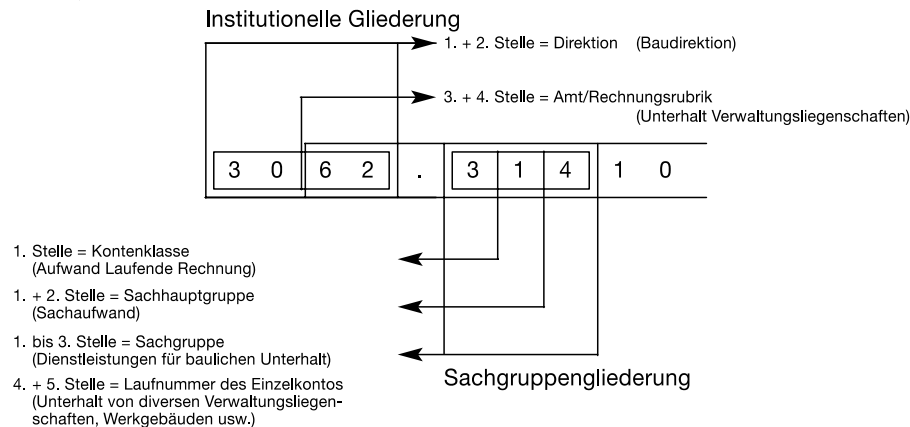 Institutionelle Gliederung
1. + 2. Stelle = Direktion (Baudirektion)
3. + 4. Stelle = Amt/Rechnungsrubrik
(Unterhalt Verwaltungsliegenschaften)
3 0 6 2 . 3 1 4 1 0
1. Stelle = Kontenklasse
(Aufwand Laufende Rechnung)
1. + 2. Stelle = Sachhauptgruppe
(Sachaufwand)
1. bis 3. Stelle = Sachgruppe
(Dienstleistungen für baulichen Unterhalt)
4. + 5. Stelle = Laufnummer des Einzelkontos
(Unterhalt von diversen Verwaltungsliegen-
schaften, Werkgebäuden usw.)
Sachgruppengliederung